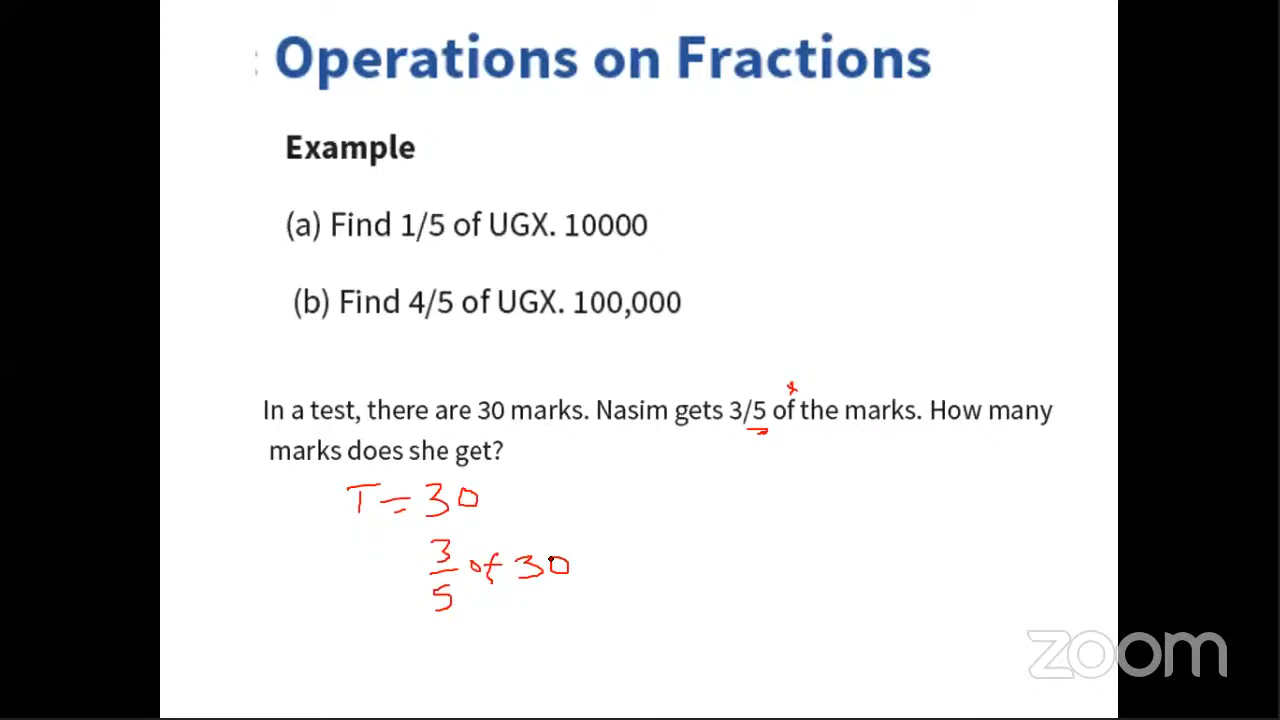 Operations on Fractions
Example
(a) Find 1/5 of UGX. 10000
(b) Find 4/5 of UGX. 100,000
In a test, there are 30 marks. Nasim gets 3/5 of the marks. How many
marks does she get?
T = 30
3/5 of 30
zoom